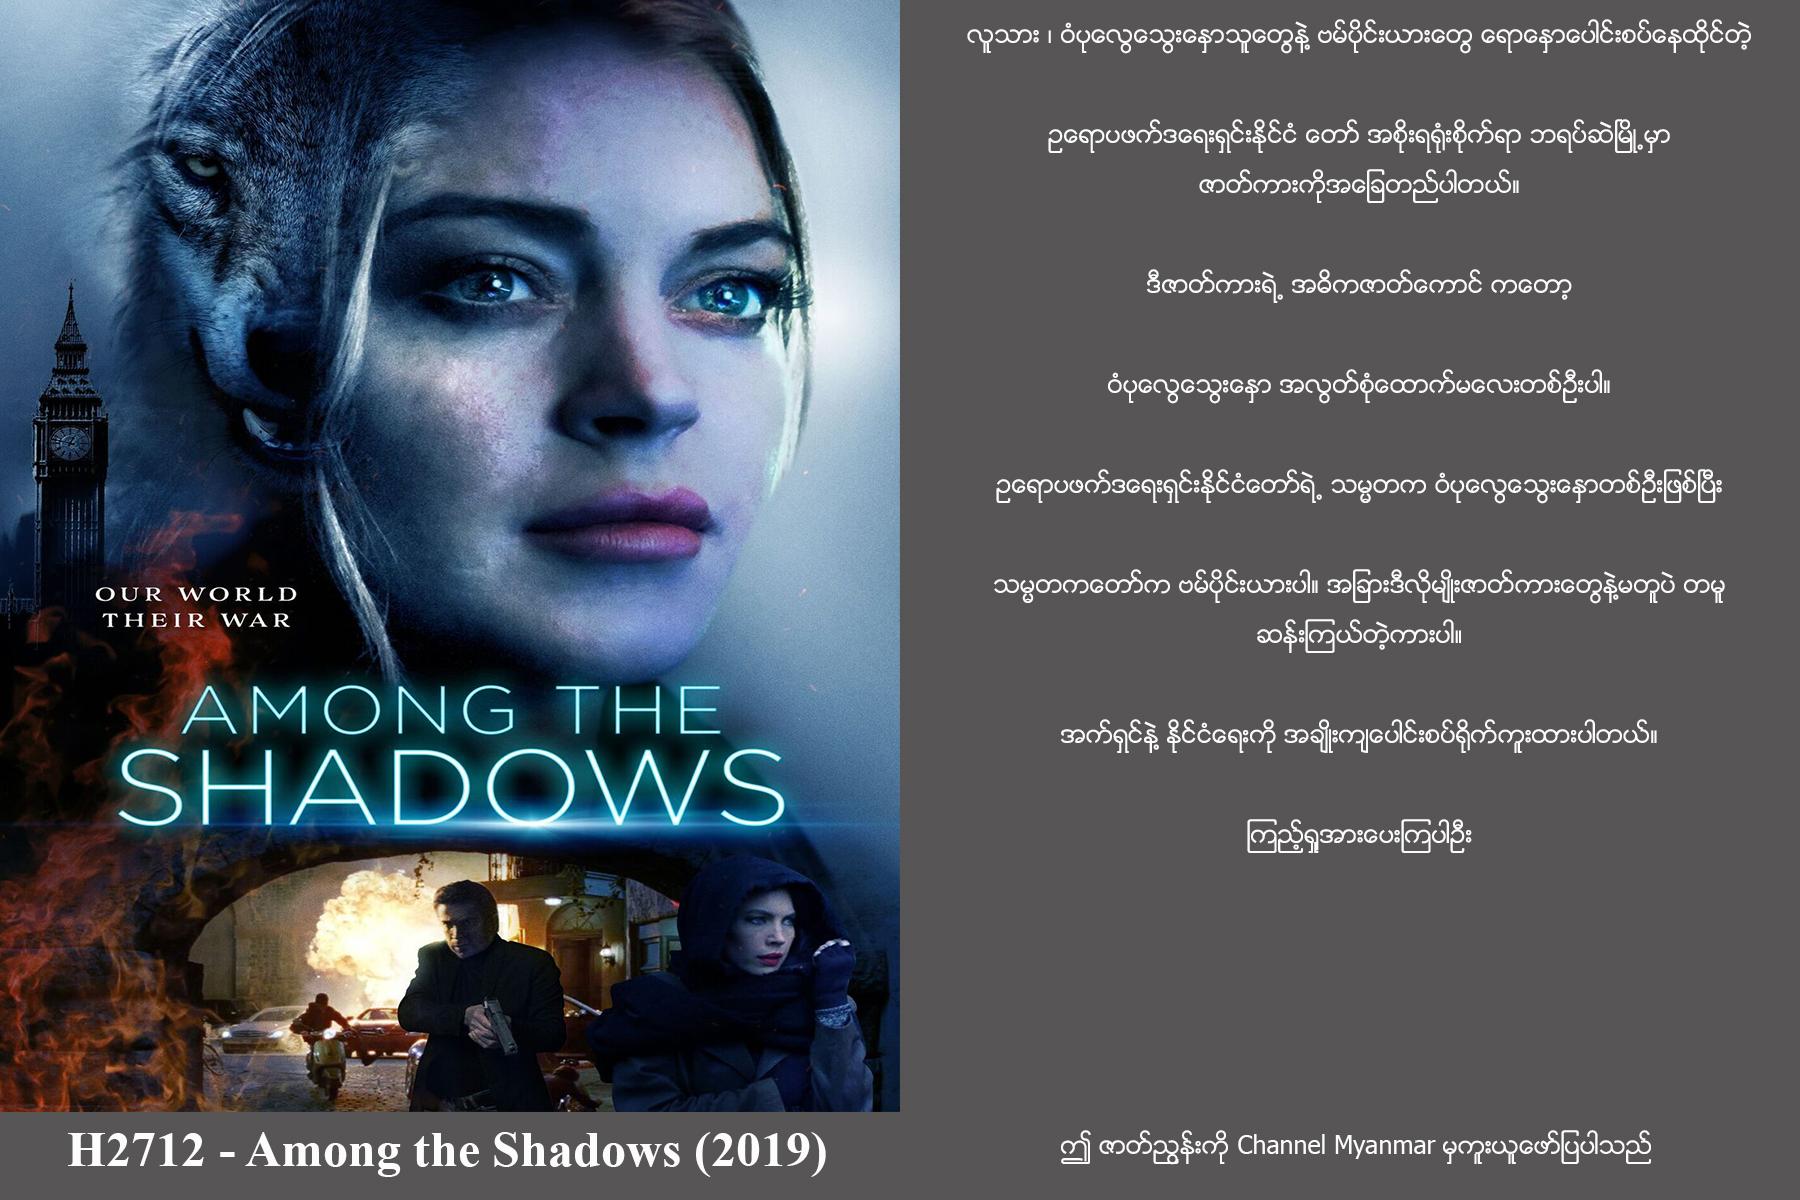 OUR WORLD
THEIR WAR
AMONG THE
SHADOWS
H2712 - Among the Shadows (2019)
လူသား ၊ ဝံပုလွေသွေးနှောသူတွေနဲ့ ဗမ်ပိုင်းယားတွေ ရောနှောပေါင်းစပ်နေထိုင်တဲ့
ဥရောပဖက်ဒရေးရှင်းနိုင်ငံ တော် အစိုးရရုံးစိုက်ရာ ဘရပ်ဆဲမြို့မှာ
ဇာတ်ကားကိုအခြေတည်ပါတယ်။
ဒီဇာတ်ကားရဲ့ အဓိကဇာတ်ကောင် ကတော့
ဝံပုလွေသွေးနှော အလွတ်စုံထောက်မလေးတစ်ဦးပါ။
ဥရောပဖက်ဒရေးရှင်းနိုင်ငံတော်ရဲ့ သမ္မတက ဝံပုလွေသွေးနှောတစ်ဦးဖြစ်ပြီး
သမ္မတကတော်က ဗမ်ပိုင်းယားပါ။ အခြားဒီလိုမျိုးဇာတ်ကားတွေနဲ့မတူပဲ တမူ
ဆန်းကြယ်တဲ့ကားပါ။
အက်ရှင်နဲ့ နိုင်ငံရေးကို အချိုးကျပေါင်းစပ်ရိုက်ကူးထားပါတယ်။
ကြည့်ရှုအားပေးကြပါဦး
ဤ ဇာတ်ညွှန်းကို Channel Myanmar မှကူးယူဖော်ပြပါသည်